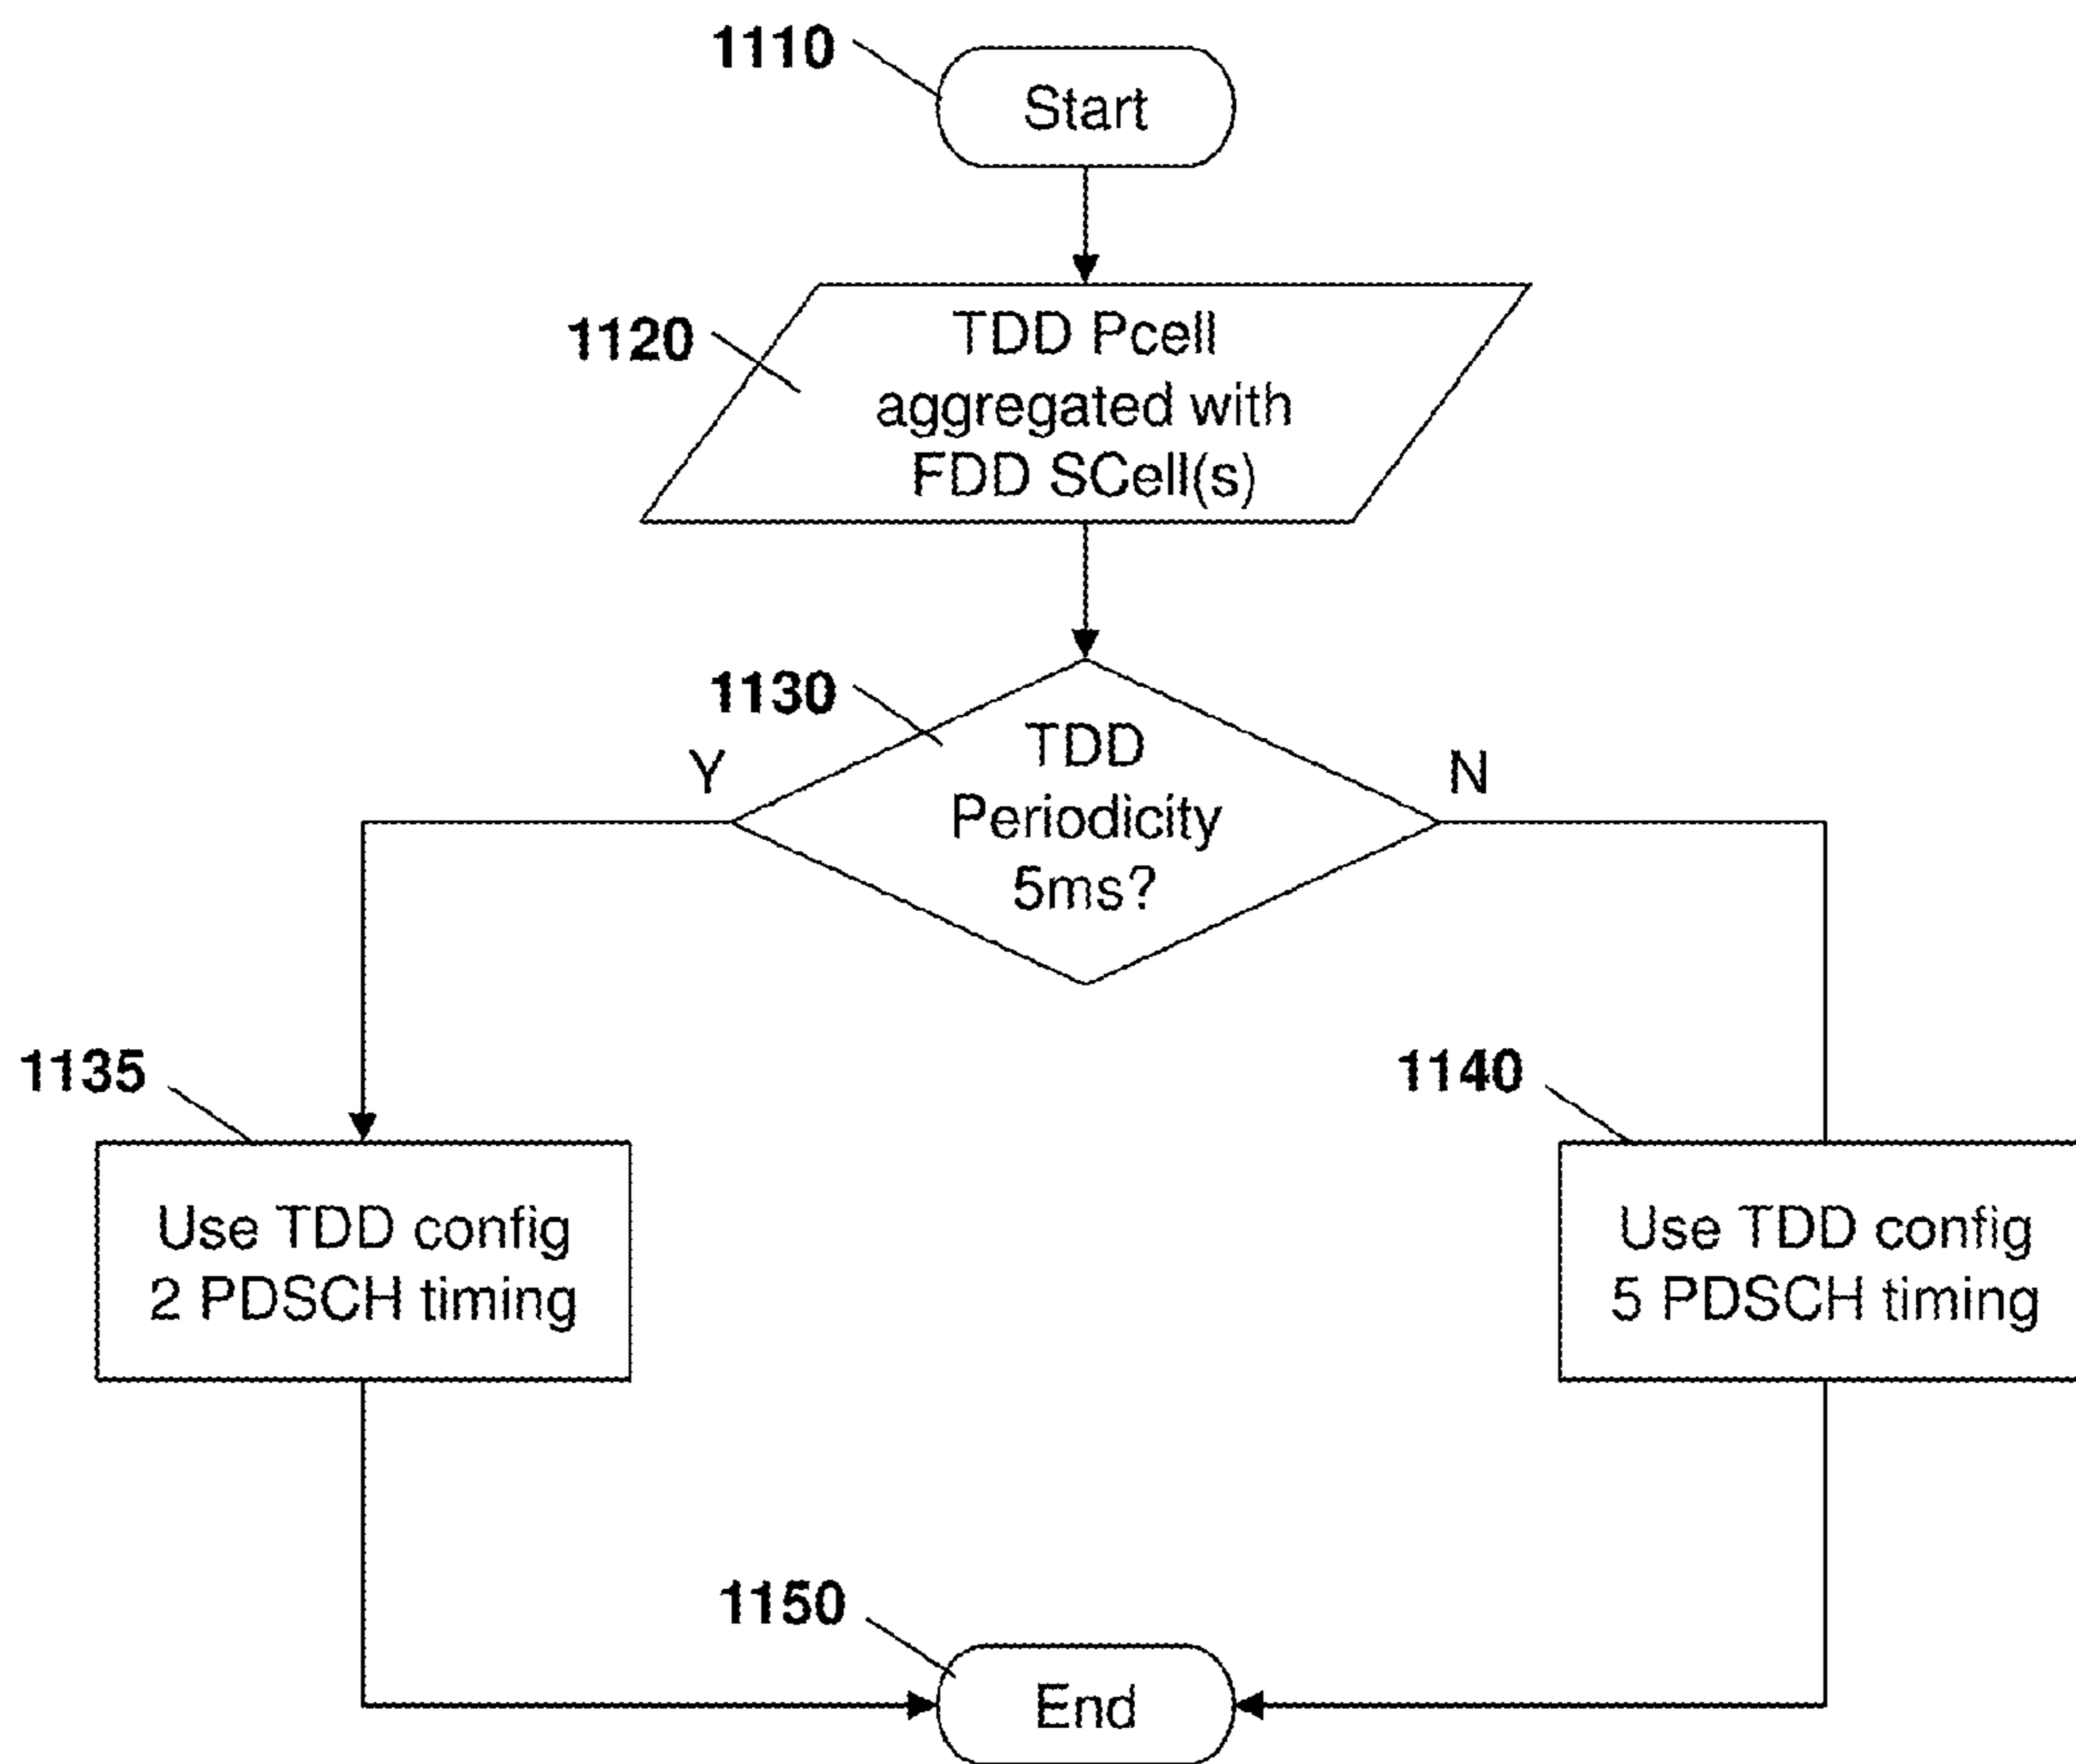 1110
Start
1120
TDD Pcell
aggregated with
FDD SCell(s)
1130
Y
TDD
Periodicity
5ms?
N
1135
Use TDD config
2 PDSCH timing
1140
Use TDD config
5 PDSCH timing
1150
End